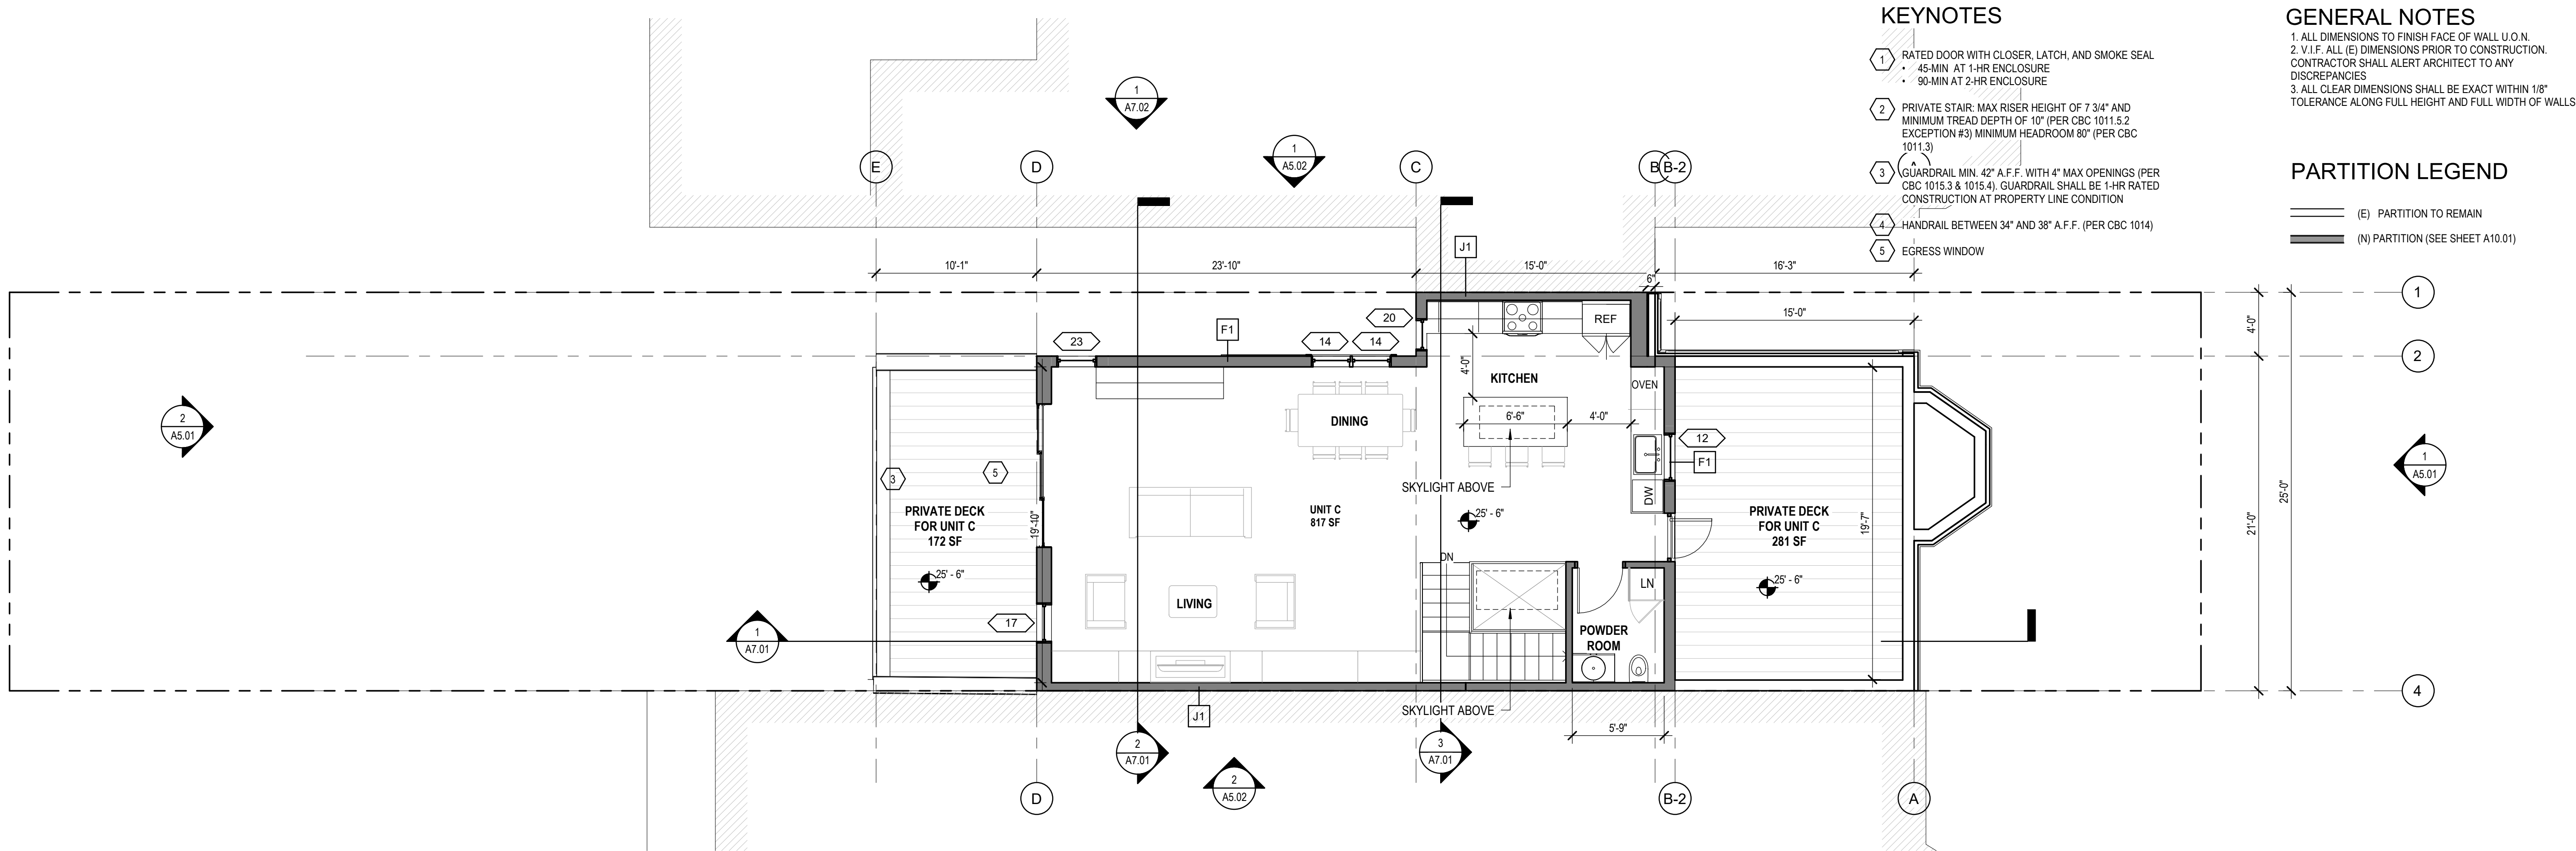 KEYNOTES
1 RATED DOOR WITH CLOSER, LATCH, AND SMOKE SEAL
• 45-MIN AT 1-HR ENCLOSURE
• 90-MIN AT 2-HR ENCLOSURE
2 PRIVATE STAIR: MAX RISER HEIGHT OF 7 3/4" AND
MINIMUM TREAD DEPTH OF 10" (PER CBC 1011.5.2
EXCEPTION #3) MINIMUM HEADROOM 80" (PER CBC
1011.3)
3 GUARDRAIL MIN. 42" A.F.F. WITH 4" MAX OPENINGS (PER
CBC 1015.3 & 1015.4). GUARDRAIL SHALL BE 1-HR RATED
CONSTRUCTION AT PROPERTY LINE CONDITION
4 HANDRAIL BETWEEN 34" AND 38" A.F.F. (PER CBC 1014)
5 EGRESS WINDOW
GENERAL NOTES
1. ALL DIMENSIONS TO FINISH FACE OF WALL U.O.N.
2. V.I.F. ALL (E) DIMENSIONS PRIOR TO CONSTRUCTION.
CONTRACTOR SHALL ALERT ARCHITECT TO ANY
DISCREPANCIES
3. ALL CLEAR DIMENSIONS SHALL BE EXACT WITHIN 1/8"
TOLERANCE ALONG FULL HEIGHT AND FULL WIDTH OF WALLS
PARTITION LEGEND
(E) PARTITION TO REMAIN
(N) PARTITION (SEE SHEET A10.01)
1
A7.02
1
A5.02
E
D
C
B
B-2
A
J1
10'-1"
23'-10"
15'-0"
16'-3"
6"
15'-0"
1
2
4
4'-0"
21'-0"
25'-0"
23
F1
14
14
20
REF
4'-0"
KITCHEN
OVEN
DINING
6'-6"
4'-0"
12
F1
2
A5.01
1
A5.01
3
5
SKYLIGHT ABOVE
DW
PRIVATE DECK
FOR UNIT C
172 SF
19'-10"
UNIT C
817 SF
25' - 6"
PRIVATE DECK
FOR UNIT C
281 SF
19'-7"
DN
25' - 6"
25' - 6"
LN
LIVING
17
POWDER
ROOM
1
A7.01
J1
SKYLIGHT ABOVE
5'-9"
2
A7.01
3
A7.01
2
A5.02
D
B-2
A